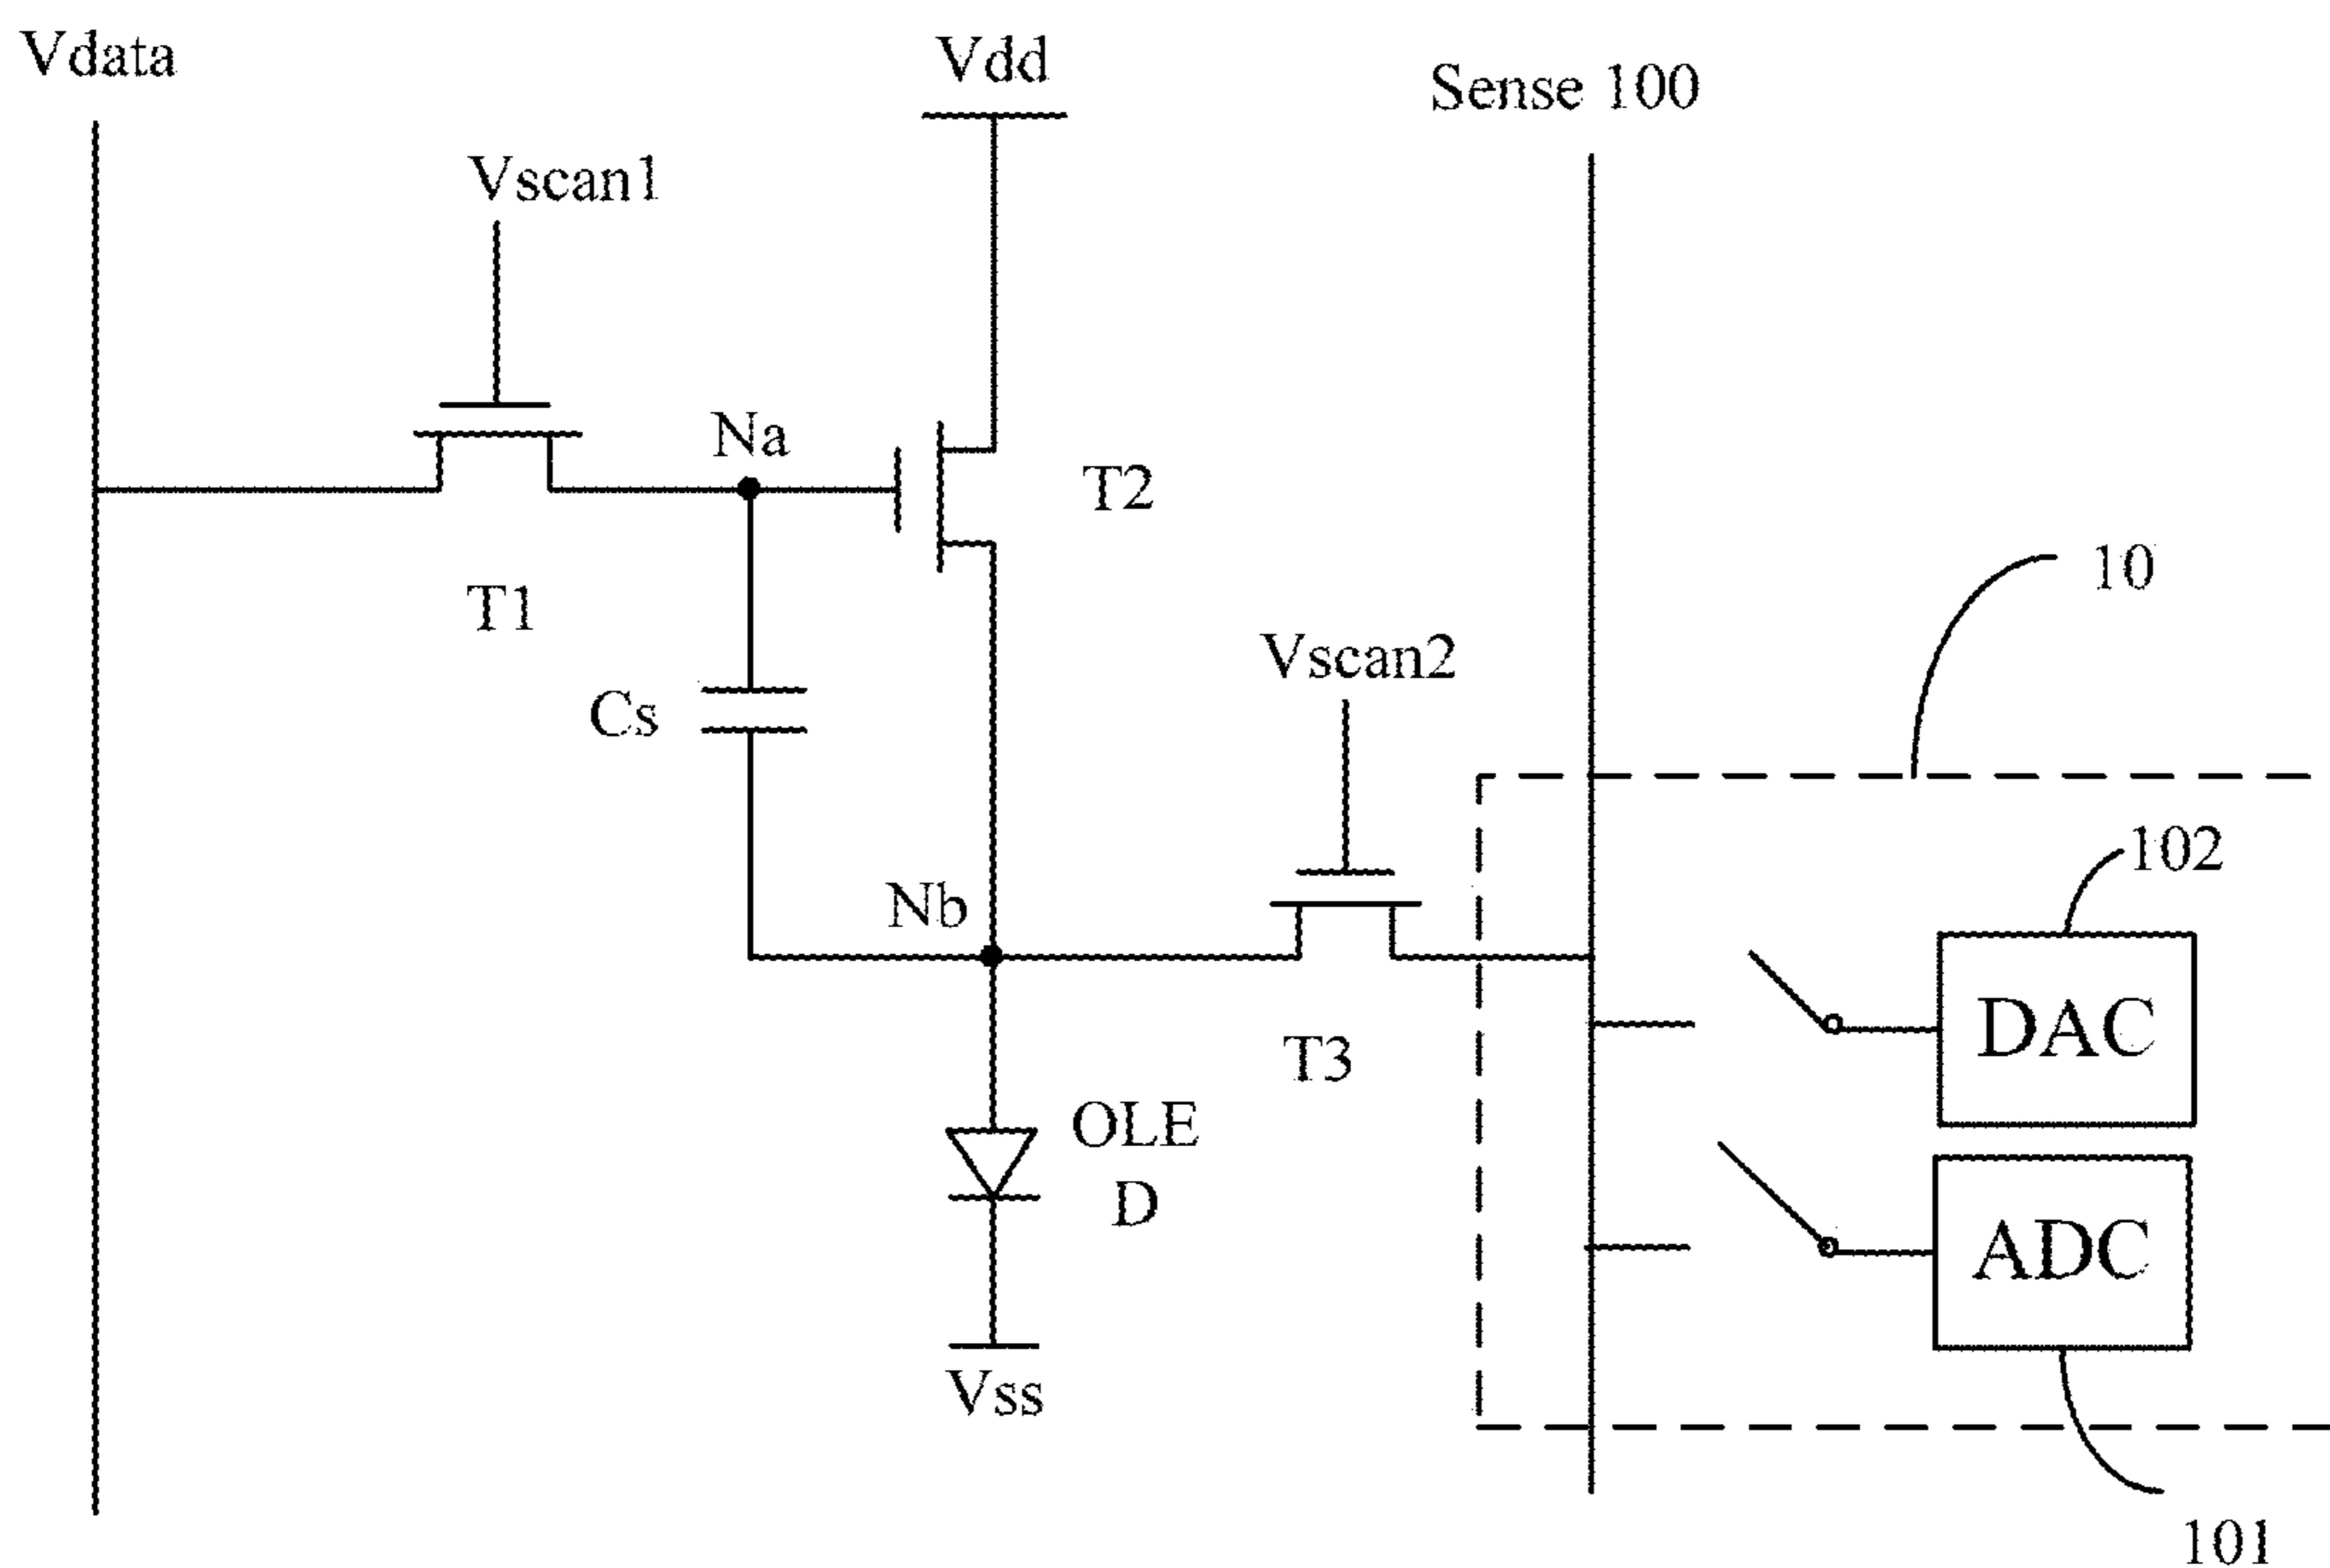 Vdata
Vdd
Sense 100
Vscan1
Na
T2
10
T1
Vscan2
Cs
102
Nb
DAC
T3
OLE
D
ADC
Vss
101